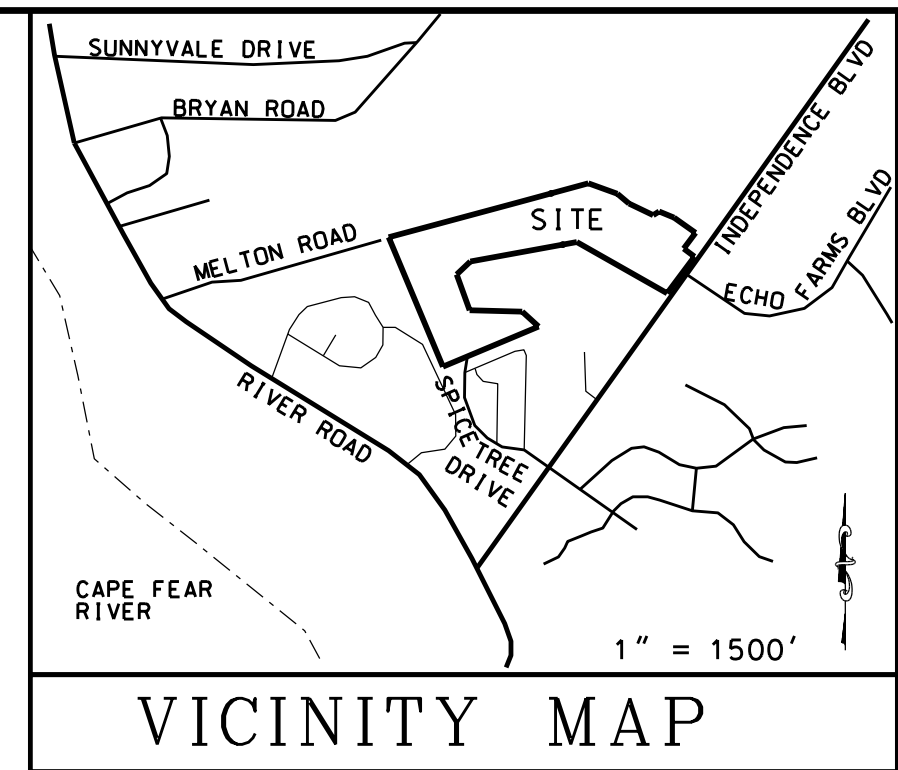 SUNNYVALE DRIVE
BRYAN ROAD
INDEPENDENCE BLVD
SITE
MELTON ROAD
ECHO FARMS BLVD
RIVER ROAD
SPICETREE
DRIVE
CAPE FEAR
RIVER
1" = 1500'
VICINITY MAP